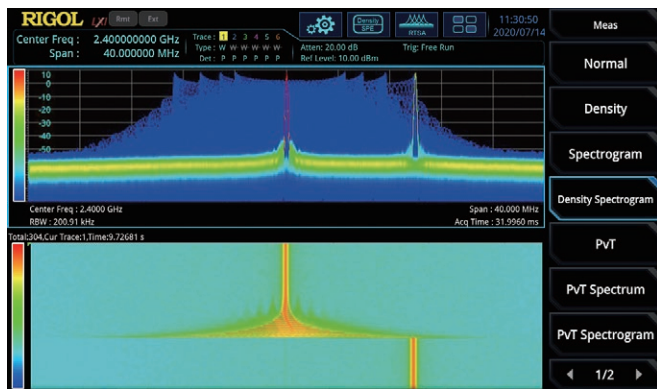 RIGOL LXI Rmt Ext
11:30:50
2020/07/14
Center Freq : 2.400000000 GHz
Span : 40.000000 MHz
Trace : 1 2 3 4 5 6
Type : W W W W W W
Det : P P P P P P
Density
SPE
RTSA
Atten: 20.00 dB
Trig: Free Run
Ref Level: 10.00 dBm
10
0
-10
-20
-30
-40
-50
Center Freq : 2.4000 GHz
Span : 40.000 MHz
RBW : 200.91 kHz
Acq Time : 31.9960 ms
Total:304,Cur Trace:1,Time:9.72681 s
Meas
Normal
Density
Spectrogram
Density Spectrogram
PvT
PvT Spectrum
PvT Spectrogram
1/2